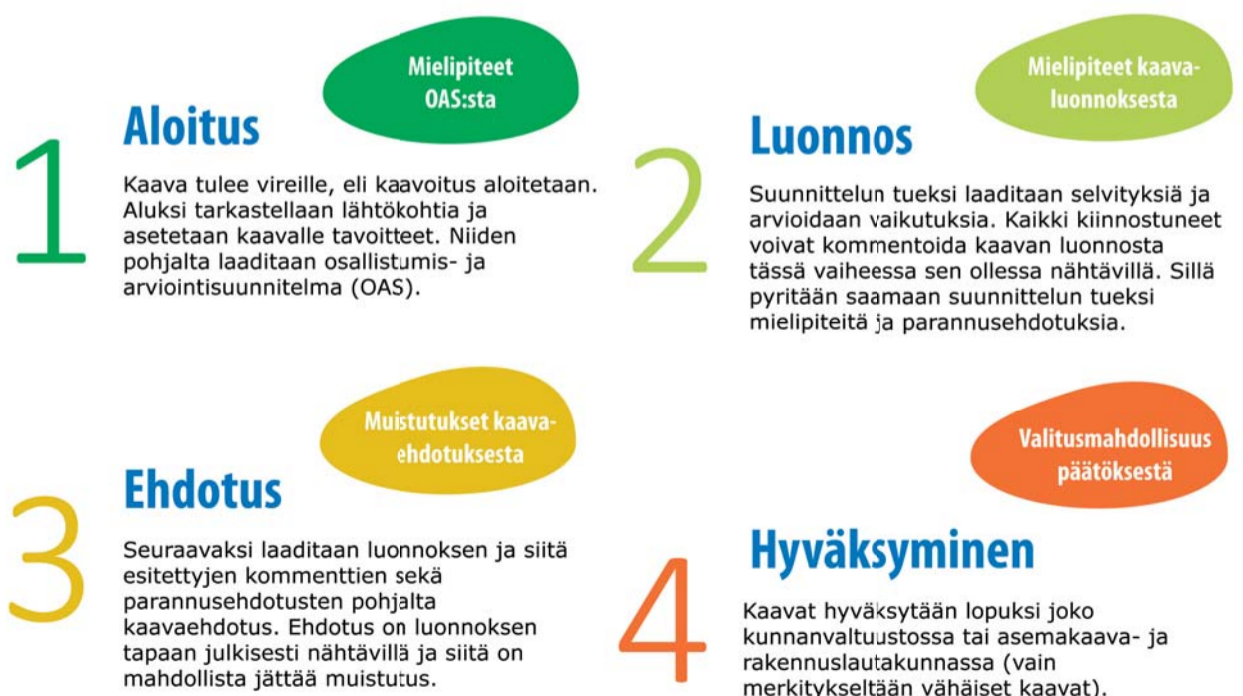 Mielipiteet
OAS:sta
1
Aloitus
Kaava tulee vireille, eli kaavoitus aloitetaan.
Aluksi tarkastellaan lähtökohtia ja
asetetaan kaavalle tavoitteet. Niiden
pohjalta laaditaan osallistumis- ja
arviointisuunnitelma (OAS).
Mielipiteet kaava-
luonnoksesta
2
Luonnos
Suunnittelun tueksi laaditaan selvityksiä ja
arvioidaan vaikutuksia. Kaikki kiinnostuneet
voivat kommentoida kaavan luonnosta
tässä vaiheessa sen ollessa nähtävillä. Sillä
pyritään saamaan suunnittelun tueksi
mielipiteitä ja parannusehdotuksia.
Muistutukset kaava-
ehdotuksesta
3
Ehdotus
Seuraavaksi laaditaan luonnoksen ja siitä
esitettyjen kommenttien sekä
parannusehdotusten pohjalta
kaavaehdotus. Ehdotus on luonnoksen
tapaan julkisesti nähtävillä ja siitä on
mahdollista jättää muistutus.
Valitusmahdollisuus
päätöksestä
4
Hyväksyminen
Kaavat hyväksytään lopuksi joko
kunnanvaltuustossa tai asemakaava- ja
rakennuslautakunnassa (vain
merkitykseltään vähäiset kaavat).